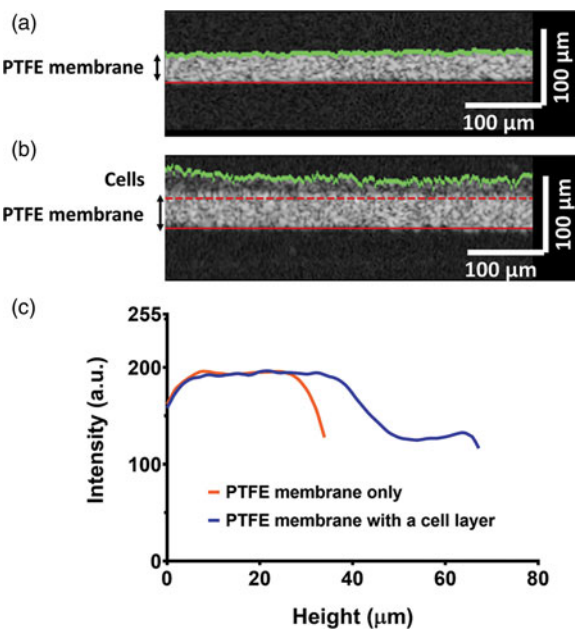 (a)
PTFE membrane
100 μm
100 μm
(b)
Cells
PTFE membrane
100 μm
100 μm
(c)
255
200
100
0
Intensity (a.u.)
PTFE membrane only
PTFE membrane with a cell layer
0 20 40 60 80
Height (μm)